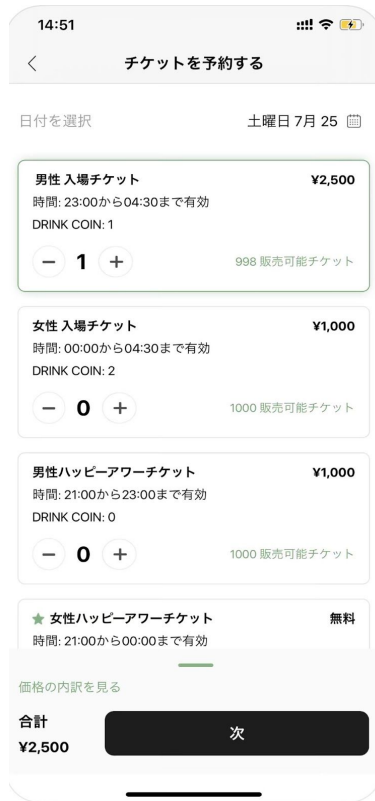 14:51
チケットを予約する
日付を選択
土曜日 7月 25
男性 入場チケット
¥2,500
時間: 23:00から04:30まで有効
DRINK COIN: 1
1
998 販売可能チケット
女性 入場チケット
¥1,000
時間: 00:00から04:30まで有効
DRINK COIN: 2
0
1000 販売可能チケット
男性ハッピーアワーチケット
¥1,000
時間: 21:00から23:00まで有効
DRINK COIN: 0
0
1000 販売可能チケット
女性ハッピーアワーチケット
無料
時間: 21:00から00:00まで有効
価格の内訳を見る
合計
¥2,500
次